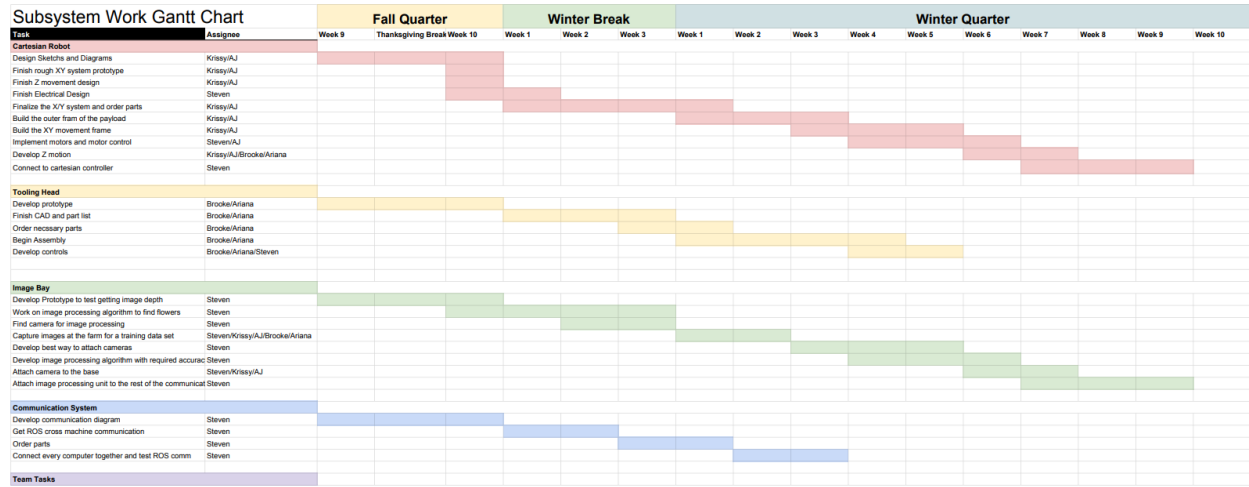 Subsystem Work Gantt Chart Fall Quarter Winter Break Winter Quarter
Task Assignee Week 9 Thanksgiving Break Week 10 Week 1 Week 2 Week 3 Week 1 Week 2 Week 3 Week 4 Week 5 Week 6 Week 7 Week 8 Week 9 Week 10
Cartesian Robot
Design Sketchs and Diagrams Krissy/AJ
Finish rough XY system prototype Krissy/AJ
Finish Z movement design Krissy/AJ
Finish Electrical Design Steven
Finalize the X/Y system and order parts Krissy/AJ
Build the outer fram of the payload Krissy/AJ
Build the XY movement frame Krissy/AJ
Implement motors and motor control Steven/AJ
Develop Z motion Krissy/AJ/Brooke/Ariana
Connect to cartesian controller Steven
Tooling Head
Develop prototype Brooke/Ariana
Finish CAD and part list Brooke/Ariana
Order necssary parts Brooke/Ariana
Begin Assembly Brooke/Ariana
Develop controls Brooke/Ariana/Steven
Image Bay
Develop Prototype to test getting image depth Steven
Work on image processing algorithm to find flowers Steven
Find camera for image processing Steven
Capture images at the farm for a training data set Steven/Krissy/AJ/Brooke/Ariana
Develop best way to attach cameras Steven
Develop image processing algorithm with required accurac Steven
Attach camera to the base Steven/Krissy/AJ
Attach image processing unit to the rest of the communicat Steven
Communication System
Develop communication diagram Steven
Get ROS cross machine communication Steven
Order parts Steven
Connect every computer together and test ROS comm Steven
Team Tasks